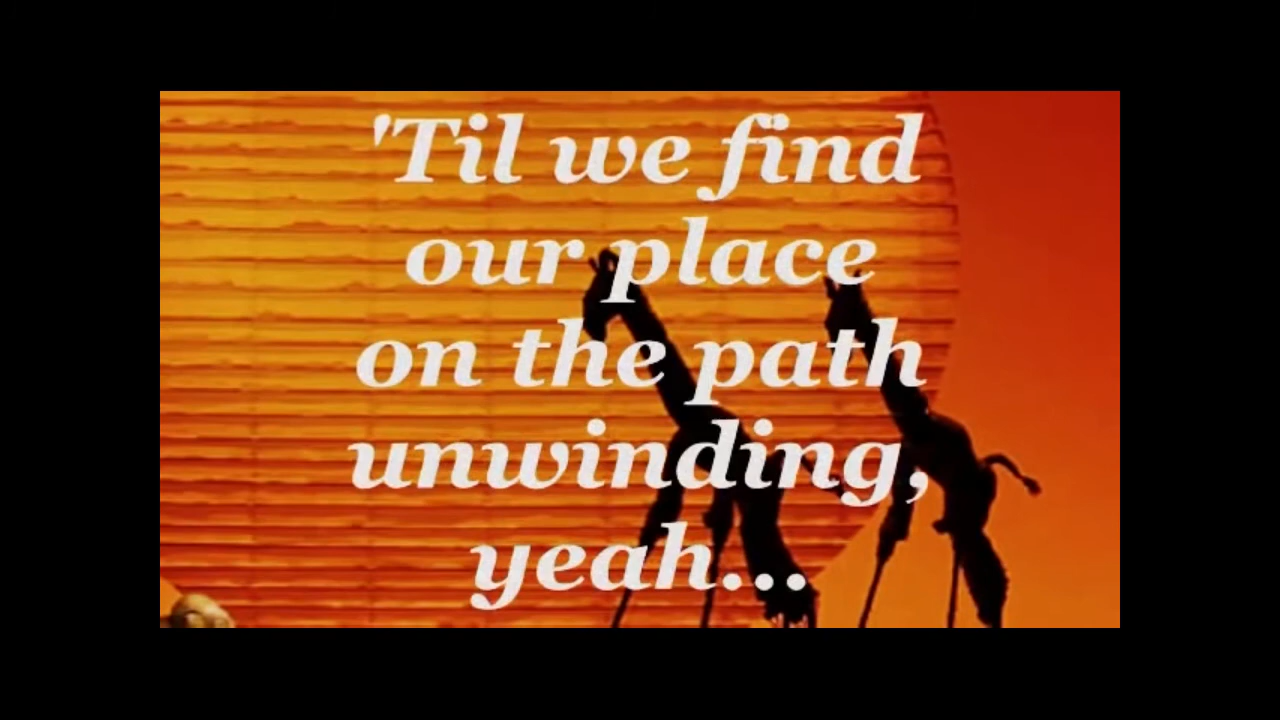 'Til we find
our place
on the path
unwinding,
yeah...